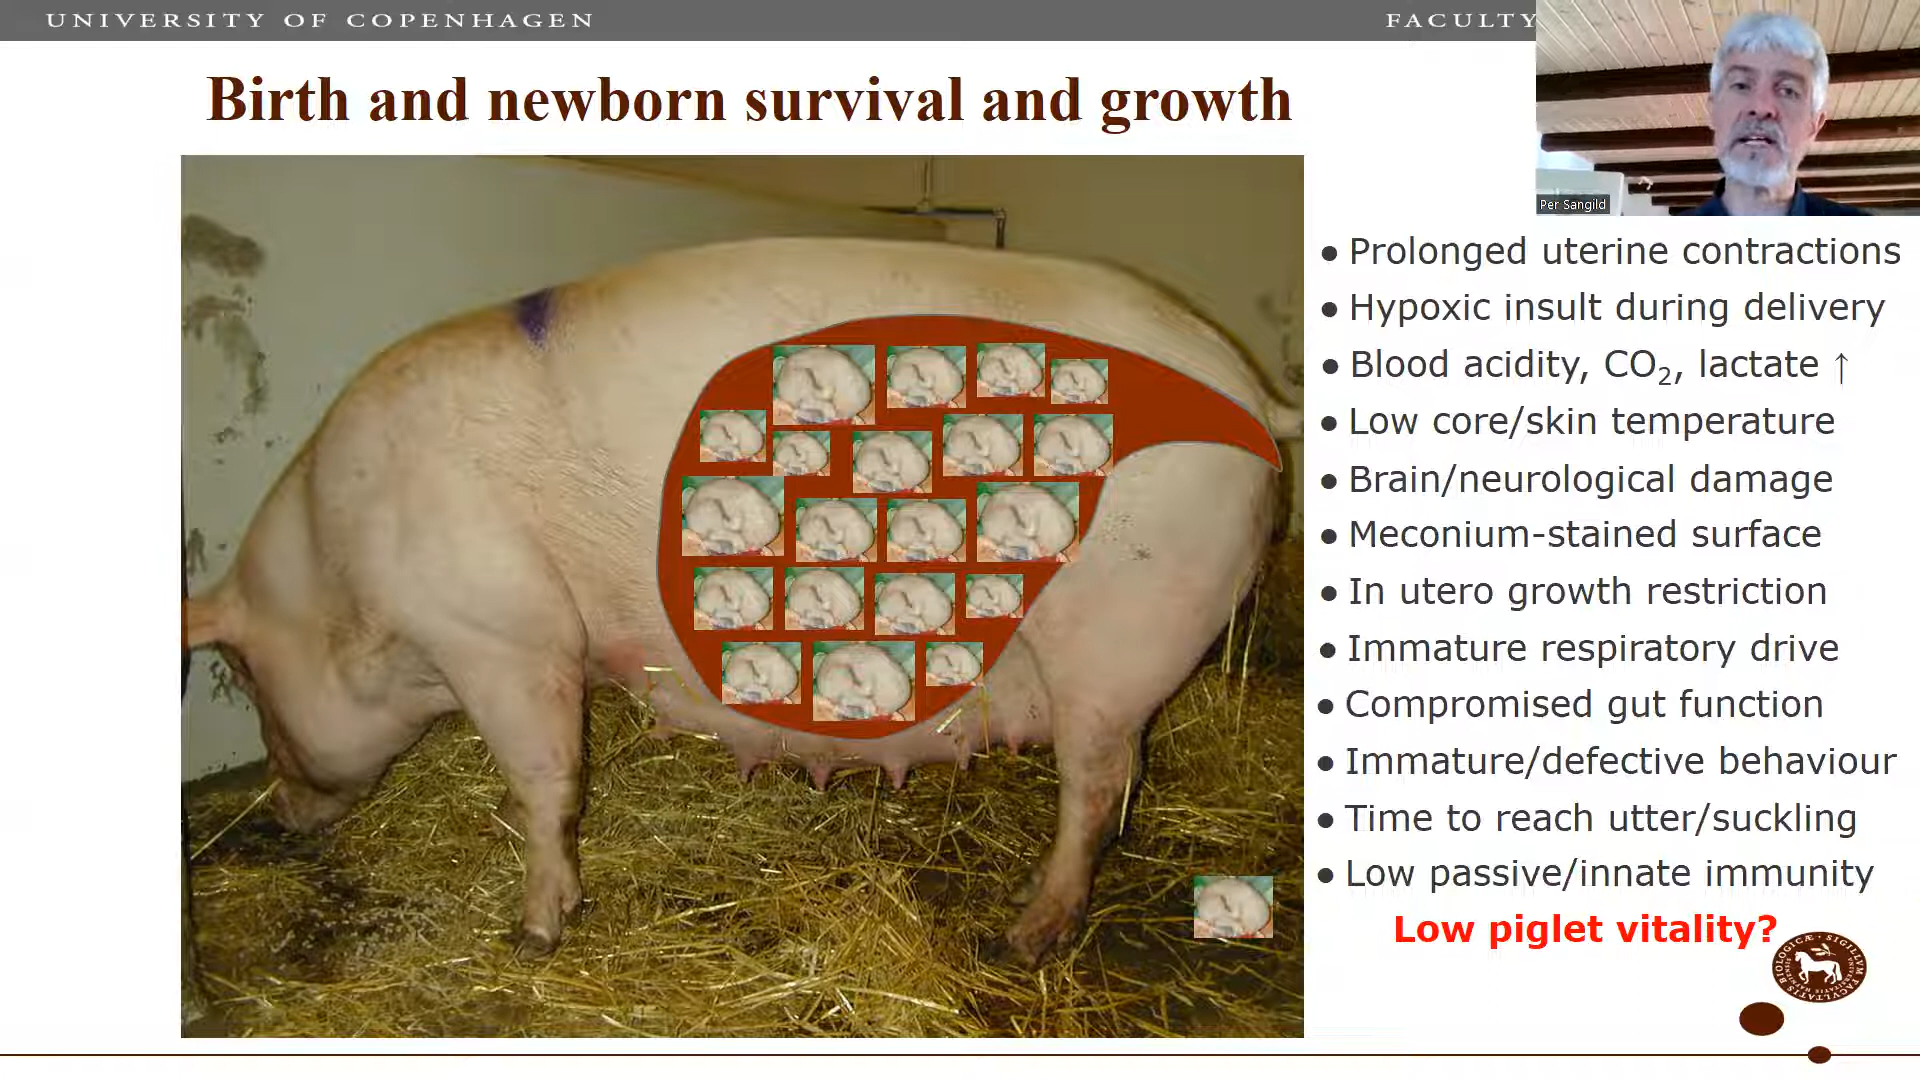 UNIVERSITY OF COPENHAGEN
FACULTY
Birth and newborn survival and growth
Per Sangild
● Prolonged uterine contractions
● Hypoxic insult during delivery
● Blood acidity, CO₂, lactate ↑
● Low core/skin temperature
● Brain/neurological damage
● Meconium-stained surface
● In utero growth restriction
● Immature respiratory drive
● Compromised gut function
● Immature/defective behaviour
● Time to reach utter/suckling
● Low passive/innate immunity
Low piglet vitality?